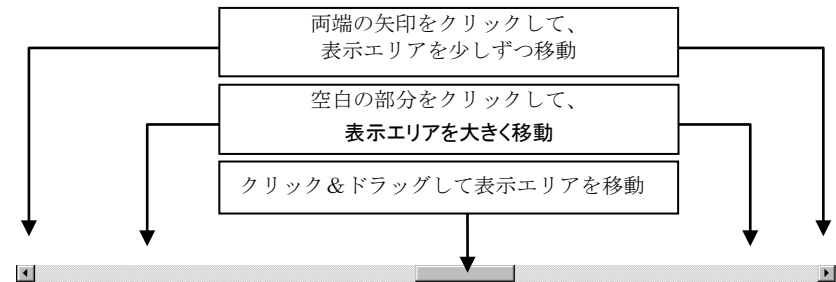 両端の矢印をクリックして、
表示エリアを少しずつ移動
空白の部分をクリックして、
表示エリアを大きく移動
クリック＆ドラッグして表示エリアを移動